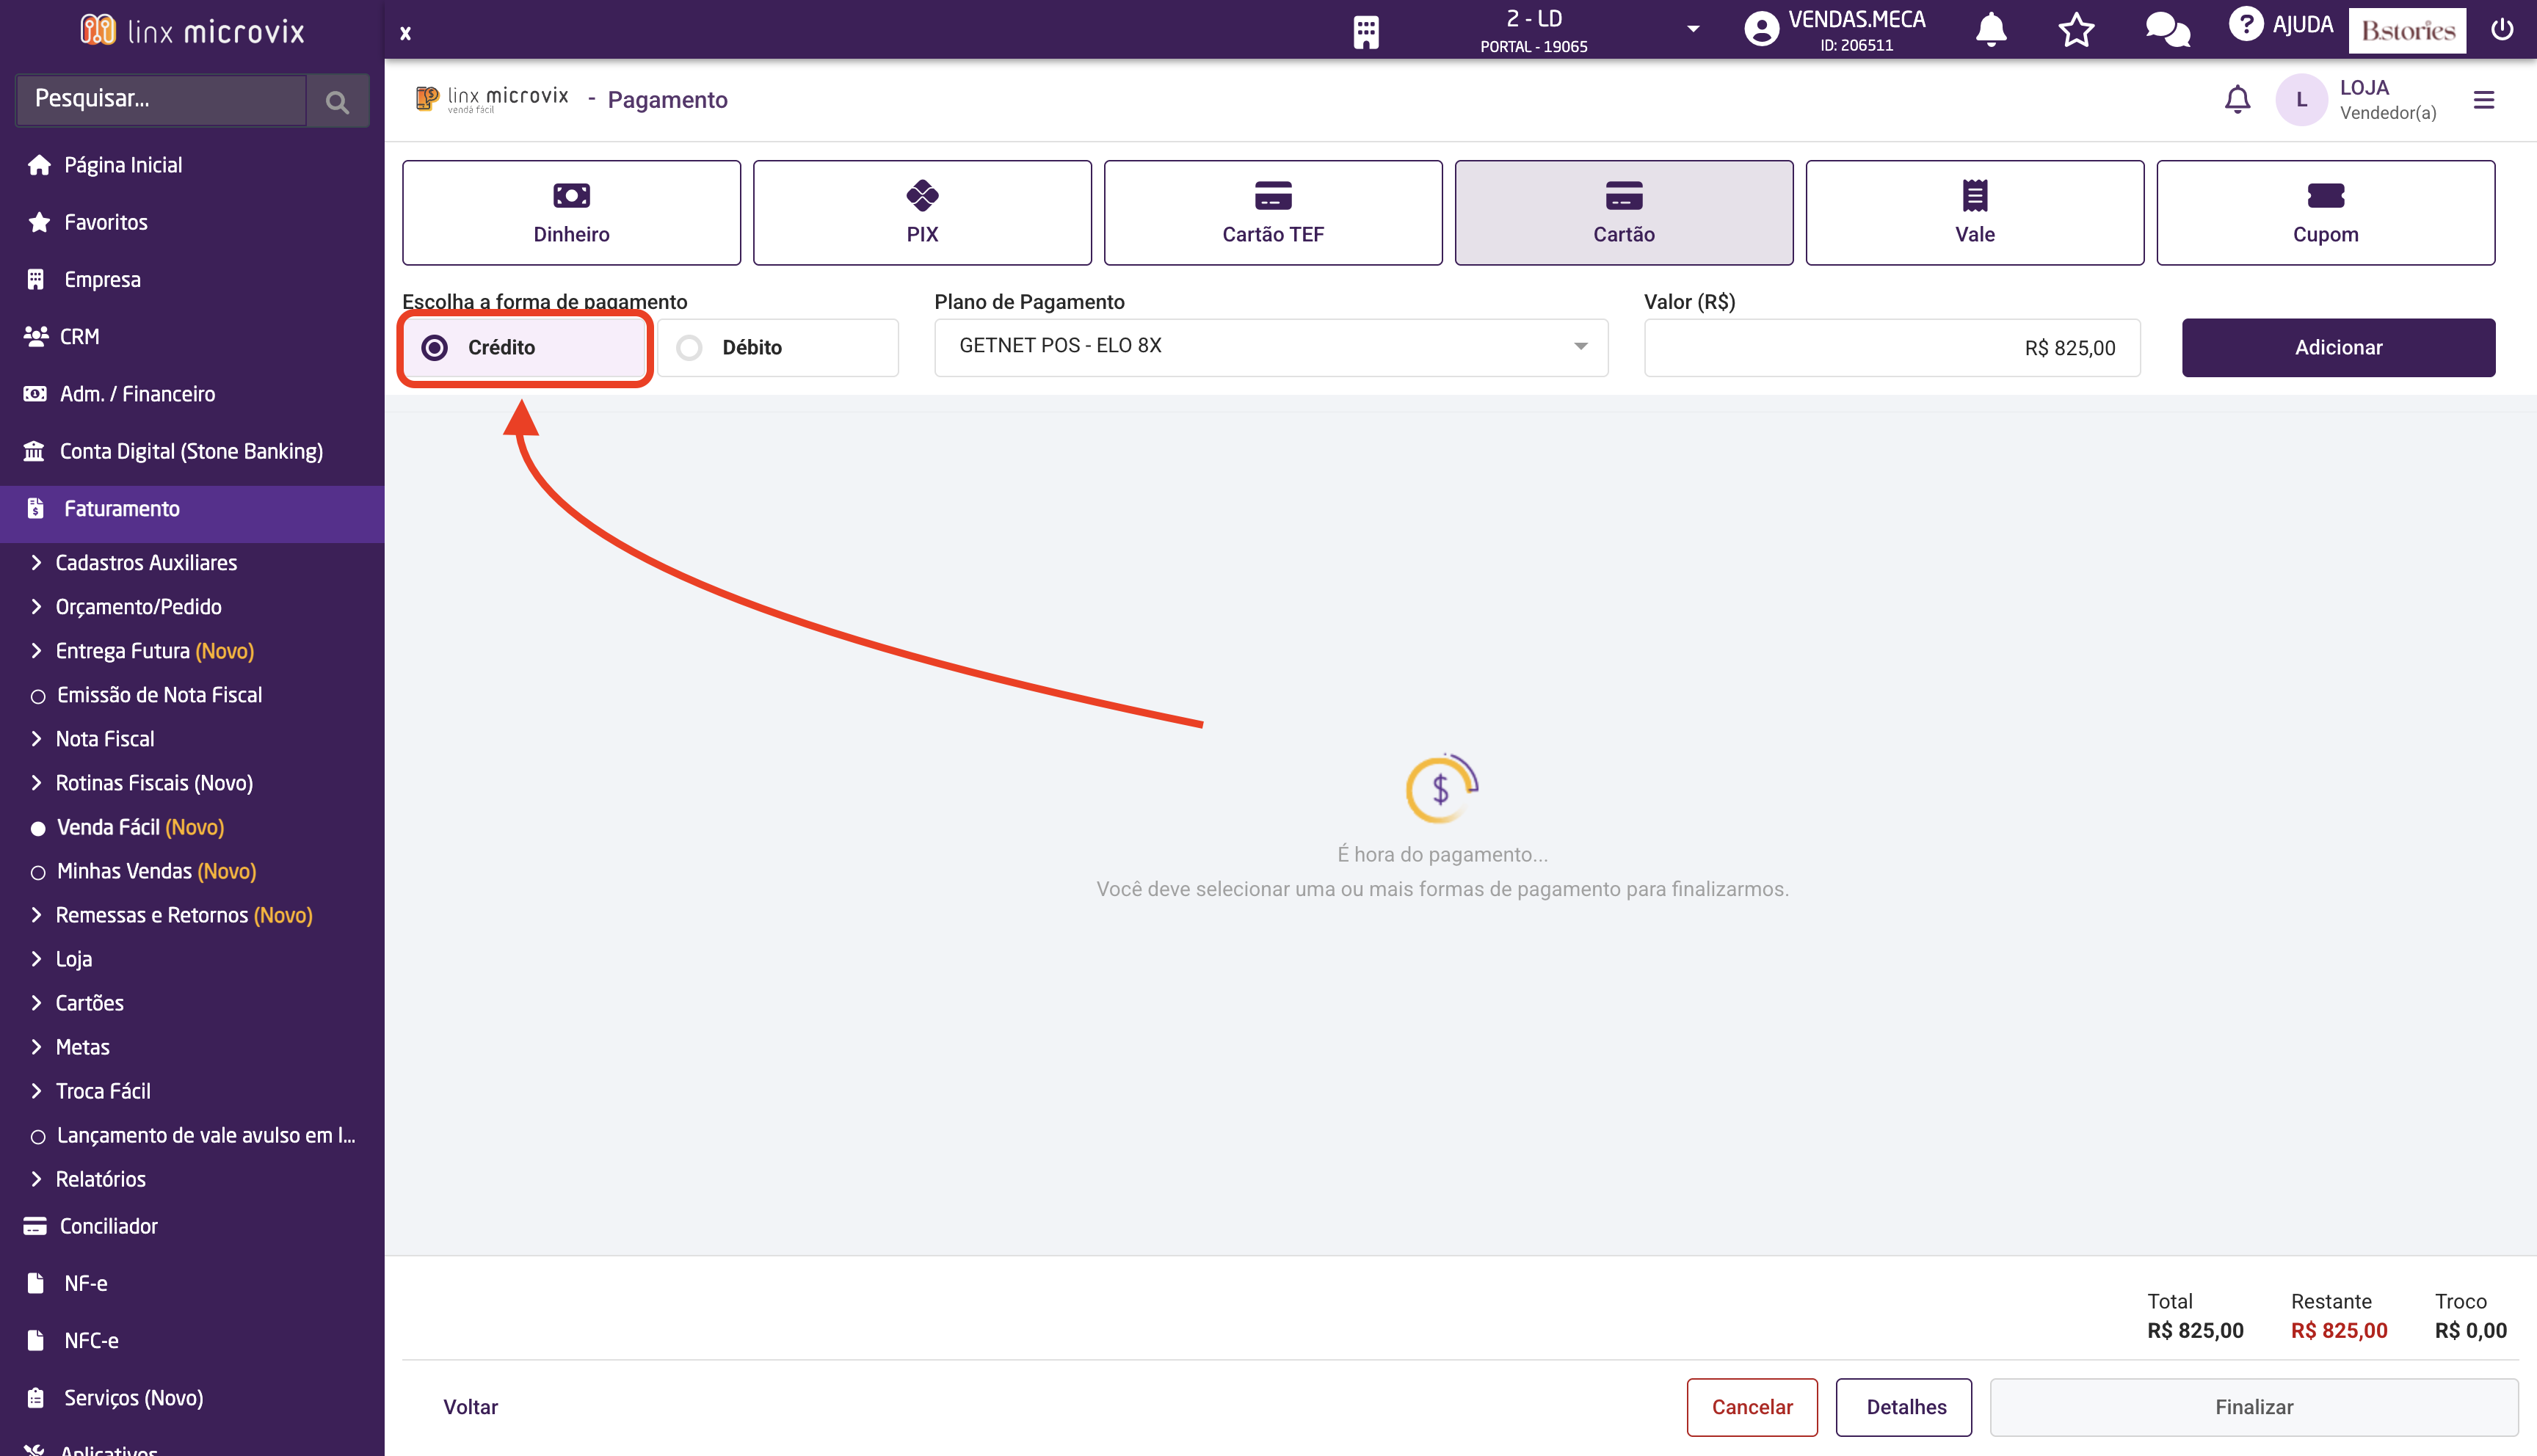 linx microvix
x
2 - LD
PORTAL - 19065
VENDAS.MECA
ID: 206511
? AJUDA
B.stories
Pesquisar...
Página Inicial
Favoritos
Empresa
CRM
Adm. / Financeiro
Conta Digital (Stone Banking)
Faturamento
Cadastros Auxiliares
Orçamento/Pedido
Entrega Futura (Novo)
Emissão de Nota Fiscal
Nota Fiscal
Rotinas Fiscais (Novo)
Venda Fácil (Novo)
Minhas Vendas (Novo)
Remessas e Retornos (Novo)
Loja
Cartões
Metas
Troca Fácil
Lançamento de vale avulso em l...
Relatórios
Conciliador
NF-e
NFC-e
Serviços (Novo)
Aplicativos
linx microvix
venda fácil
- Pagamento
L
LOJA
Vendedor(a)
Dinheiro
PIX
Cartão TEF
Cartão
Vale
Cupom
Escolha a forma de pagamento
Crédito
Débito
Plano de Pagamento
GETNET POS - ELO 8X
Valor (R$)
R$ 825,00
Adicionar
$
É hora do pagamento...
Você deve selecionar uma ou mais formas de pagamento para finalizarmos.
Total
R$ 825,00
Restante
R$ 825,00
Troco
R$ 0,00
Voltar
Cancelar
Detalhes
Finalizar